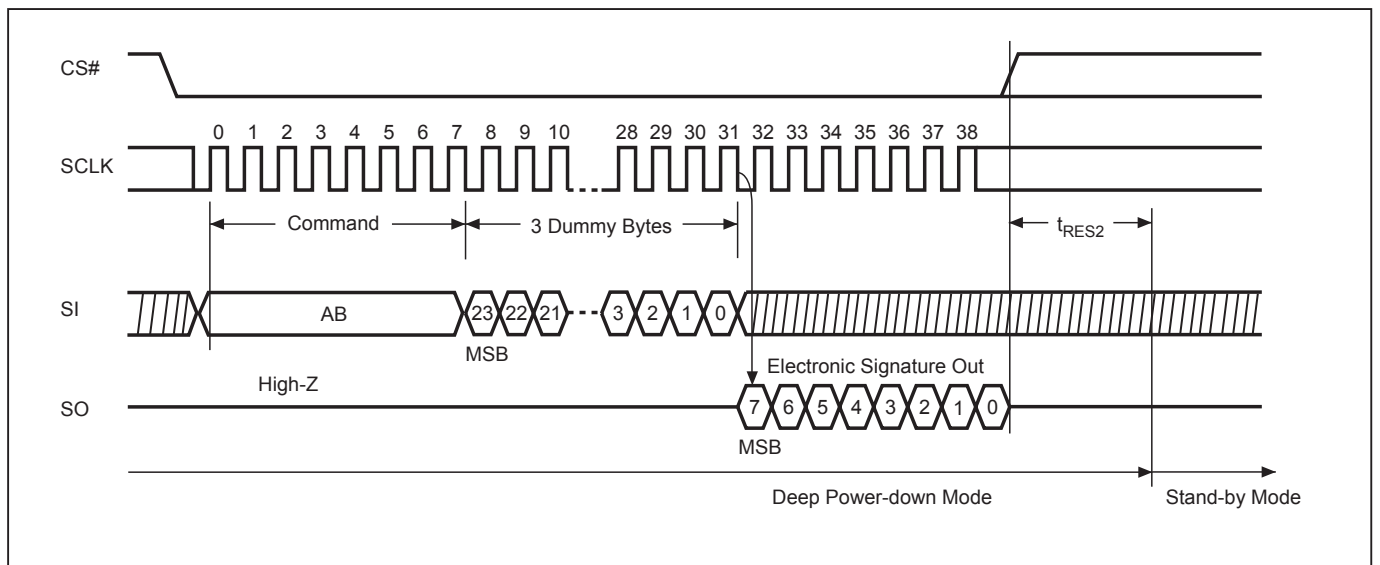 CS#
0 1 2 3 4 5 6 7 8 9 10 28 29 30 31 32 33 34 35 36 37 38
SCLK
Command 3 Dummy Bytes tRES2
SI AB 23 22 21 3 2 1 0
MSB
Electronic Signature Out
High-Z
SO 7 6 5 4 3 2 1 0
MSB
Deep Power-down Mode Stand-by Mode